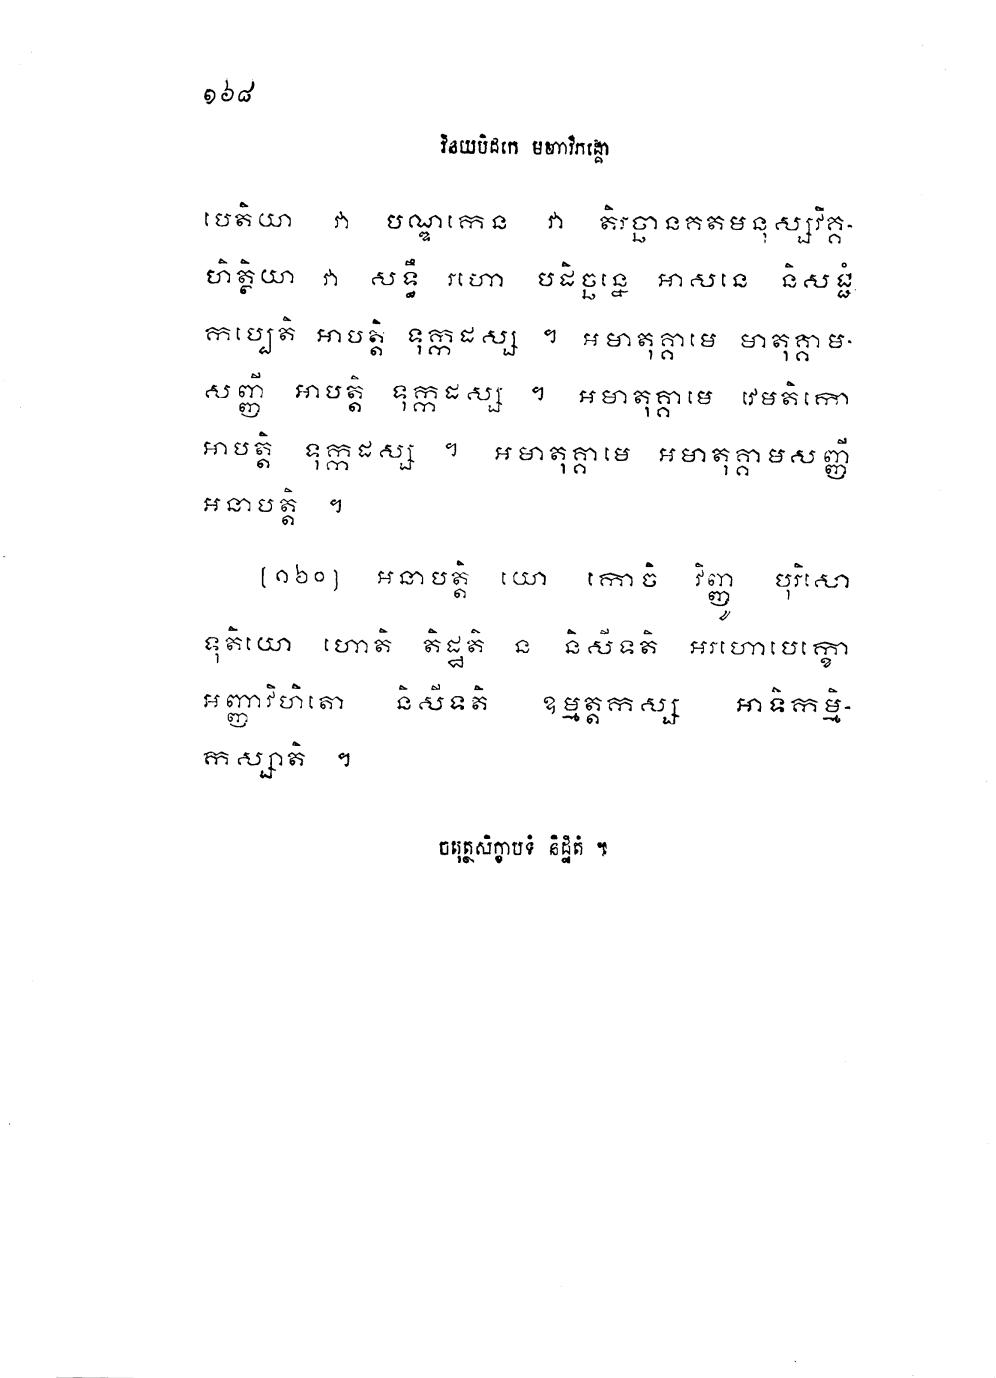 ១៦៨
វិនយបិដកេ មហាវិភង្គោ
បេតិយា វា បណ្ឌកេន វា តិរច្ឆានគតមនុស្សវិគ្គ-
ហិត្ថិយា វា សទ្ធឹ រហោ បដិច្ឆន្នេ អាសនេ និសជ្ជំ
កប្បេតិ អាបត្តិ ទុក្កដស្ស ។ អមាតុគ្គាមេ មាតុគ្គាម-
សញ្ញី អាបត្តិ ទុក្កដស្ស ។ អមាតុគ្គាមេ វេមតិកោ
អាបត្តិ ទុក្កដស្ស ។ អមាតុគ្គាមេ អមាតុគ្គាមសញ្ញី
អនាបត្តិ ។
[១៦០] អនាបត្តិ យោ កោចិ វិញ្ញូ បុរិសោ
ទុតិយោ ហោតិ តិដ្ឋតិ ន និសីទតិ អរហោបេក្ខោ
អញ្ញាវិហិតោ និសីទតិ ឧម្មត្តកស្ស អាទិកម្មិ-
កស្សាតិ ។
ចតុត្ថសិក្ខាបទំ និដ្ឋិតំ ។